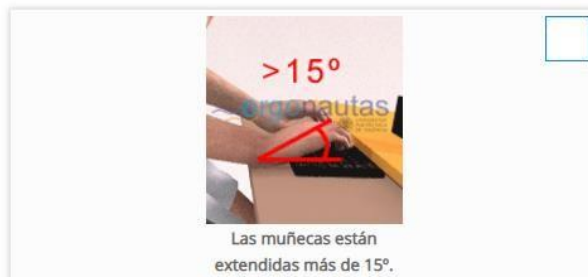 >15º
ergonautas
Las muñecas están
extendidas más de 15º.